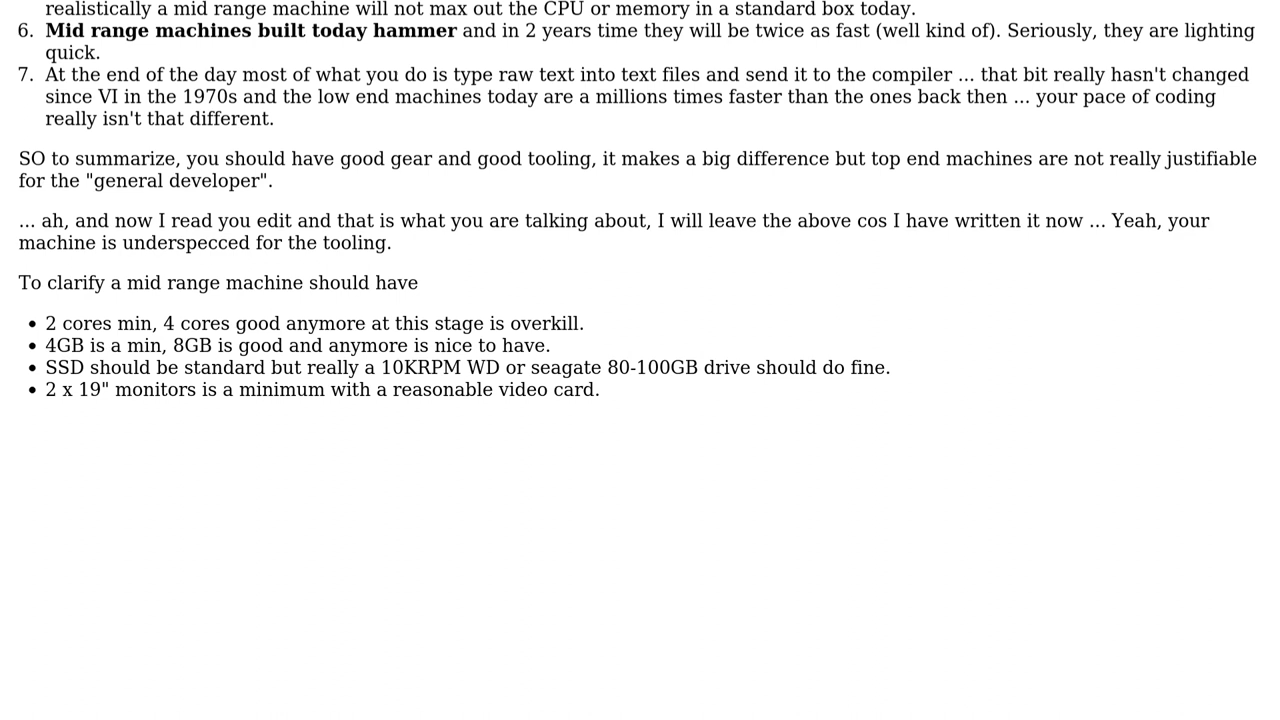 realistically a mid range machine will not max out the CPU or memory in a standard box today.
6. Mid range machines built today hammer and in 2 years time they will be twice as fast (well kind of). Seriously, they are lighting
quick.
7. At the end of the day most of what you do is type raw text into text files and send it to the compiler ... that bit really hasn't changed
since VI in the 1970s and the low end machines today are a millions times faster than the ones back then ... your pace of coding
really isn't that different.
SO to summarize, you should have good gear and good tooling, it makes a big difference but top end machines are not really justifiable
for the "general developer".
... ah, and now I read you edit and that is what you are talking about, I will leave the above cos I have written it now ... Yeah, your
machine is underspecced for the tooling.
To clarify a mid range machine should have
• 2 cores min, 4 cores good anymore at this stage is overkill.
• 4GB is a min, 8GB is good and anymore is nice to have.
• SSD should be standard but really a 10KRPM WD or seagate 80-100GB drive should do fine.
• 2 x 19" monitors is a minimum with a reasonable video card.